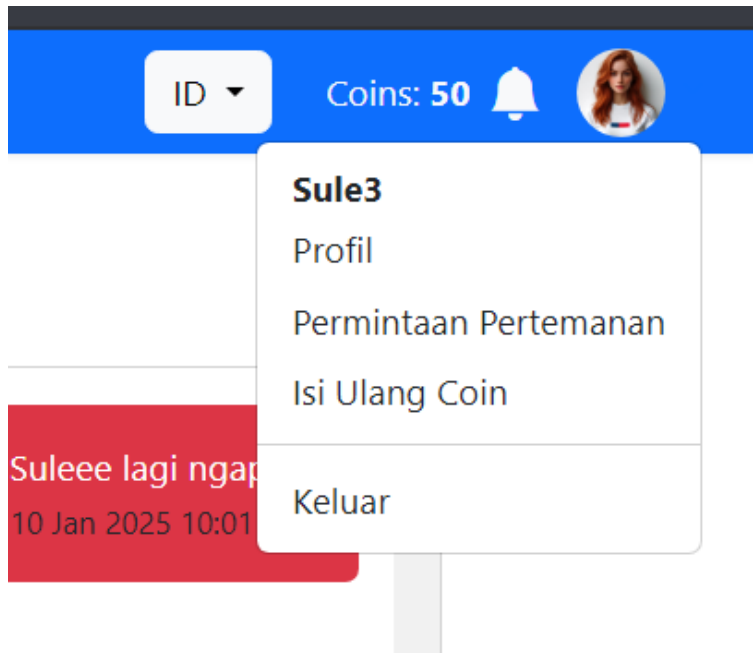 ID
Coins: 50
Sule3
Profil
Permintaan Pertemanan
Isi Ulang Coin
Suleee lagi
10 Jan 2025 10:01
Keluar